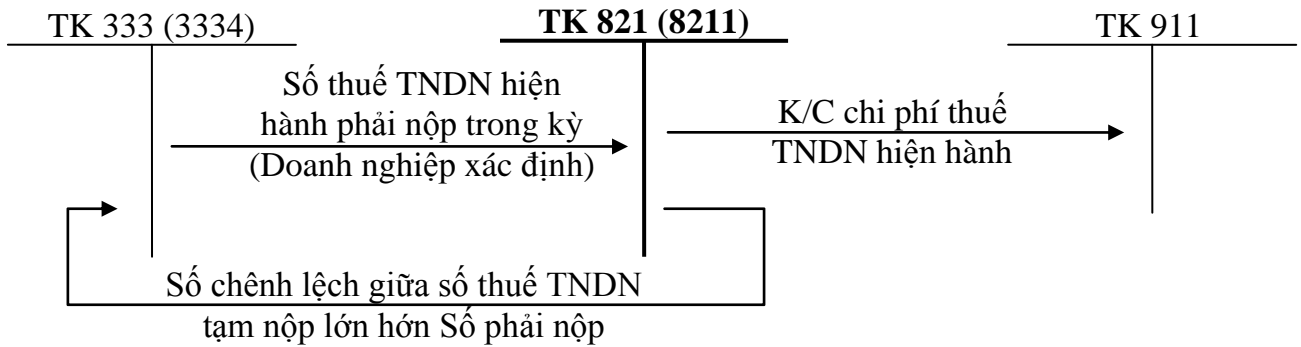 TK 333 (3334)
TK 821 (8211)
TK 911
Số thuế TNDN hiện
hành phải nộp trong kỳ
(Doanh nghiệp xác định)
K/C chi phí thuế
TNDN hiện hành
Số chênh lệch giữa số thuế TNDN
tạm nộp lớn hớn Số phải nộp